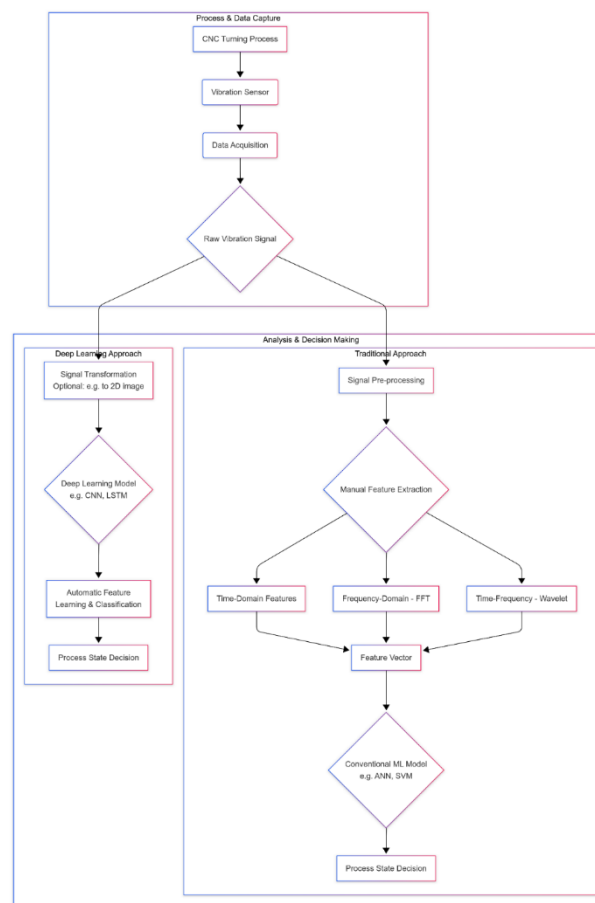 Process & Data Capture
CNC Turning Process
Vibration Sensor
Data Acquisition
Raw Vibration Signal
Analysis & Decision Making
Deep Learning Approach
Signal Transformation
Optional: e.g. to 2D image
Deep Learning Model
e.g. CNN, LSTM
Automatic Feature
Learning & Classification
Process State Decision
Traditional Approach
Signal Pre-processing
Manual Feature Extraction
Time-Domain Features
Frequency-Domain - FFT
Time-Frequency - Wavelet
Feature Vector
Conventional ML Model
e.g. ANN, SVM
Process State Decision